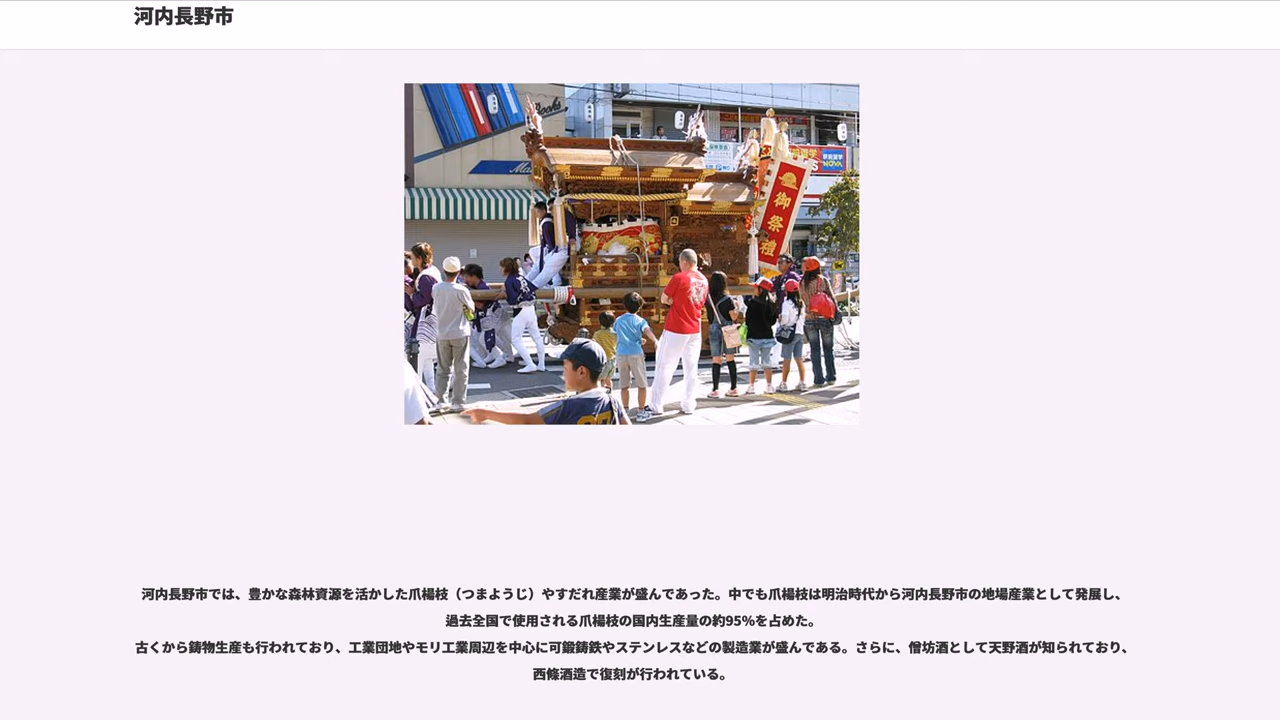 河内長野市
Books
御祭禮
NOVA
河内長野市では、豊かな森林資源を活かした爪楊枝（つまようじ）やすだれ産業が盛んであった。中でも爪楊枝は明治時代から河内長野市の地場産業として発展し、
過去全国で使用される爪楊枝の国内生産量の約95%を占めた。
古くから鋳物生産も行われており、工業団地やモリ工業周辺を中心に可鍛鋳鉄やステンレスなどの製造業が盛んである。さらに、僧坊酒として天野酒が知られており、
西條酒造で復刻が行われている。